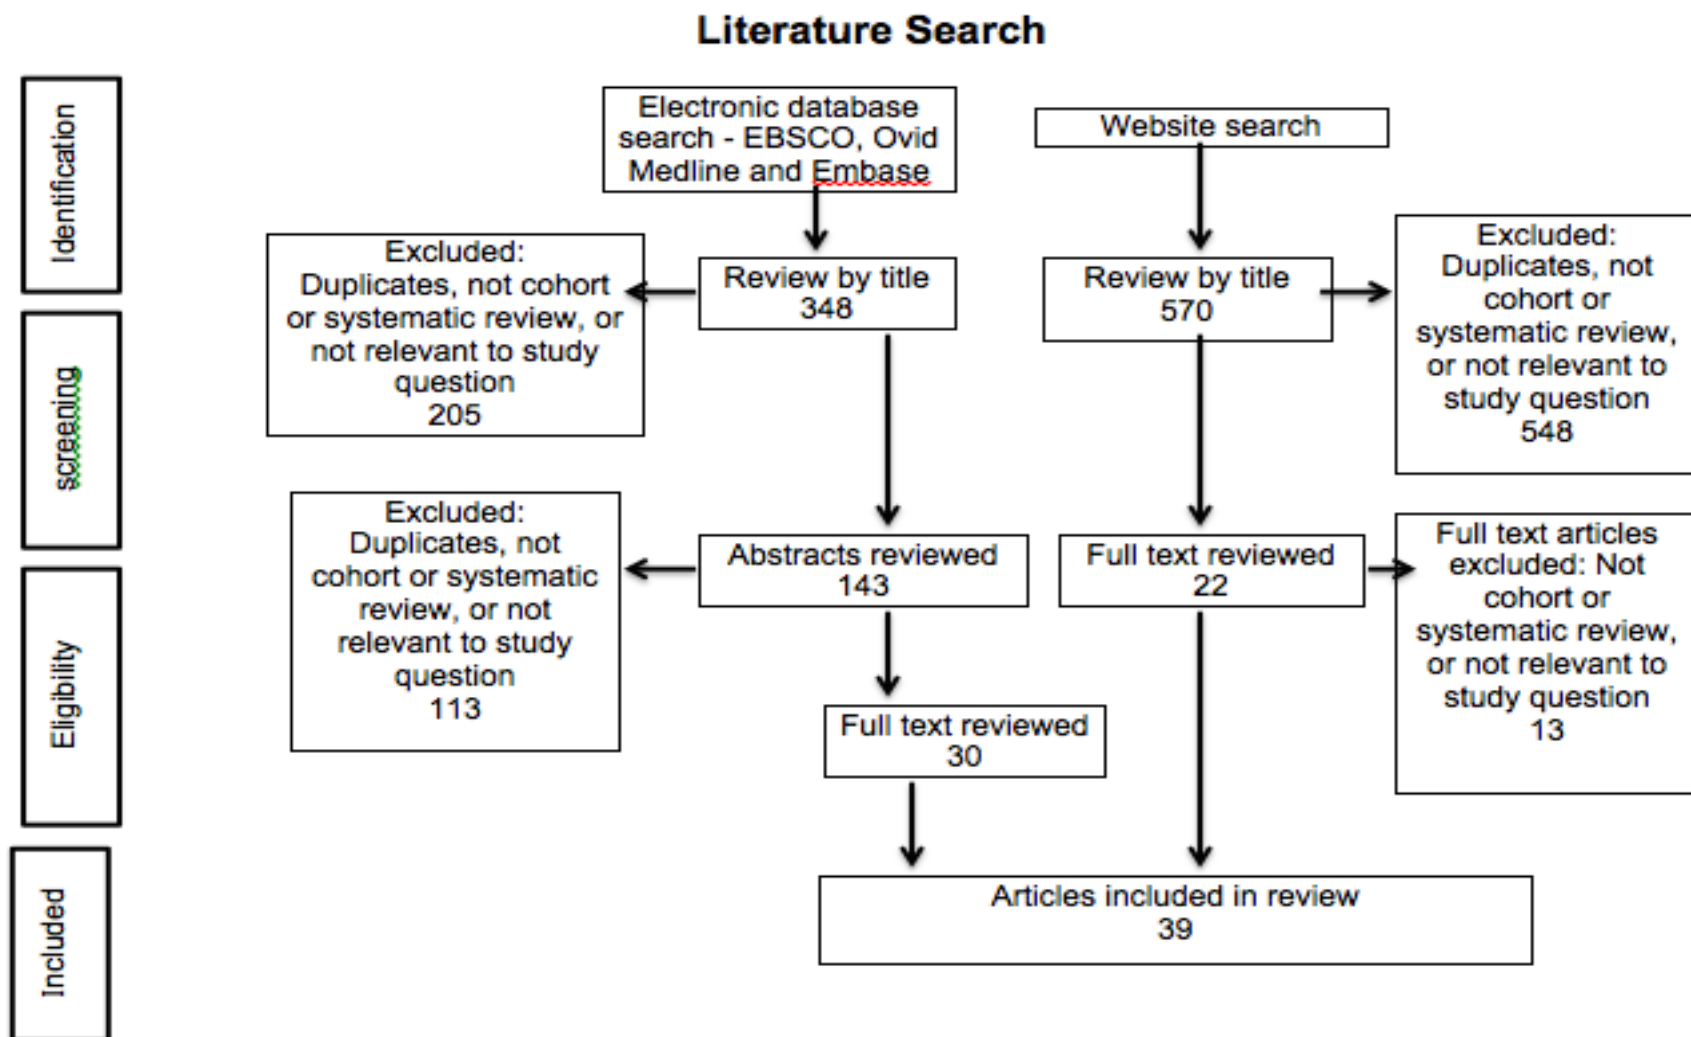 Literature Search
Identification
screening
Eligibility
Included
Electronic database
search - EBSCO, Ovid
Medline and Embase
Website search
Excluded:
Duplicates, not cohort
or systematic review, or
not relevant to study
question
205
Review by title
348
Review by title
570
Excluded:
Duplicates, not
cohort or
systematic review,
or not relevant to
study question
548
Excluded:
Duplicates, not
cohort or systematic
review, or not
relevant to study
question
113
Abstracts reviewed
143
Full text reviewed
22
Full text articles
excluded: Not
cohort or
systematic review,
or not relevant to
study question
13
Full text reviewed
30
Articles included in review
39